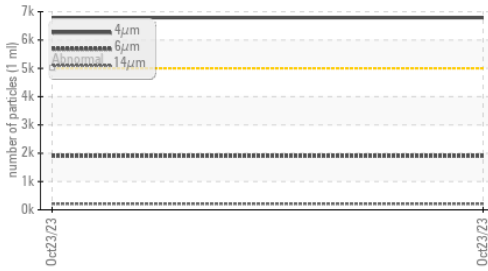 7k
6k
5k
4k
3k
2k
1k
0k
number of particles (1 ml)
4µm
6µm
Abnormal
14µm
Oct23/23
Oct23/23